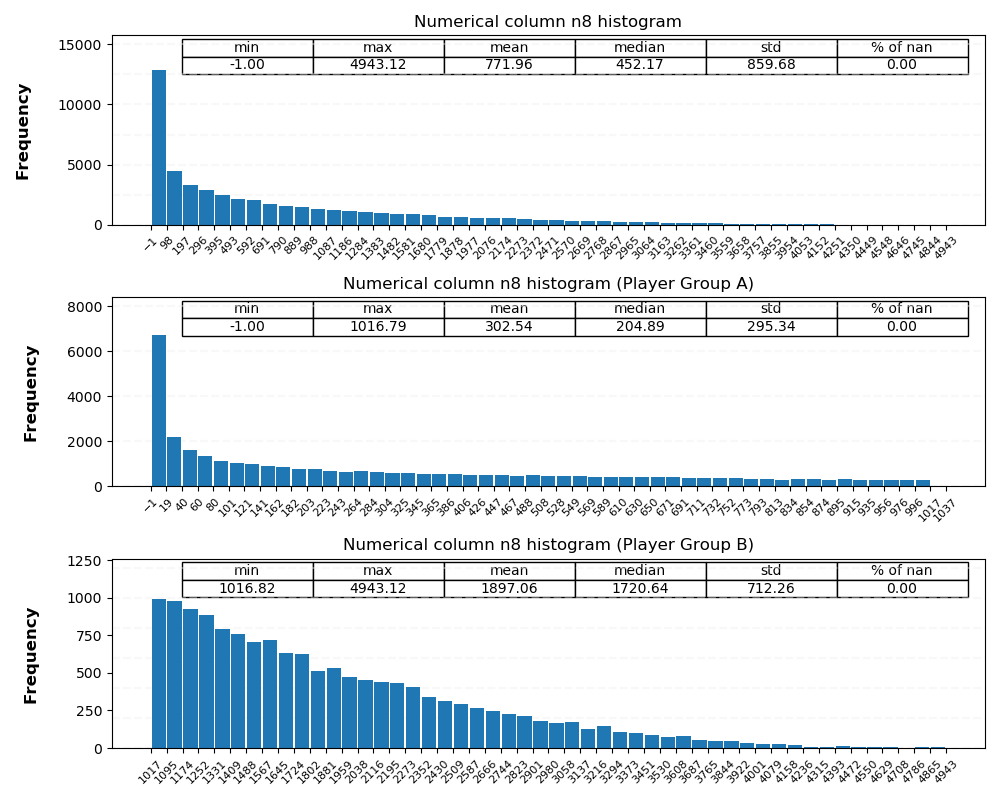 Numerical column n8 histogram
min max mean median std % of nan
-1.00 4943.12 771.96 452.17 859.68 0.00
Frequency
15000
10000
5000
0
−1 98 197 296 395 493 592 691 790 889 988 1087 1186 1284 1383 1482 1581 1680 1779 1878 1977 2076 2174 2273 2372 2471 2570 2669 2768 2867 2965 3064 3163 3262 3361 3460 3559 3658 3757 3855 3954 4053 4152 4251 4350 4449 4548 4646 4745 4844 4943
Numerical column n8 histogram (Player Group A)
min max mean median std % of nan
-1.00 1016.79 302.54 204.89 295.34 0.00
Frequency
8000
6000
4000
2000
0
−1 19 40 60 80 101 121 141 162 182 203 223 243 264 284 304 325 345 365 386 406 426 447 467 488 508 528 549 569 589 610 630 650 671 691 711 732 752 773 793 813 834 854 874 895 915 935 956 976 996 1017 1037
Numerical column n8 histogram (Player Group B)
min max mean median std % of nan
1016.82 4943.12 1897.06 1720.64 712.26 0.00
Frequency
1250
1000
750
500
250
0
1017 1095 1174 1252 1331 1409 1488 1567 1645 1724 1802 1881 1959 2038 2116 2195 2273 2352 2430 2509 2587 2666 2744 2823 2901 2980 3058 3137 3216 3294 3373 3451 3530 3608 3687 3765 3844 3922 4001 4079 4158 4236 4315 4393 4472 4550 4629 4708 4786 4865 4943